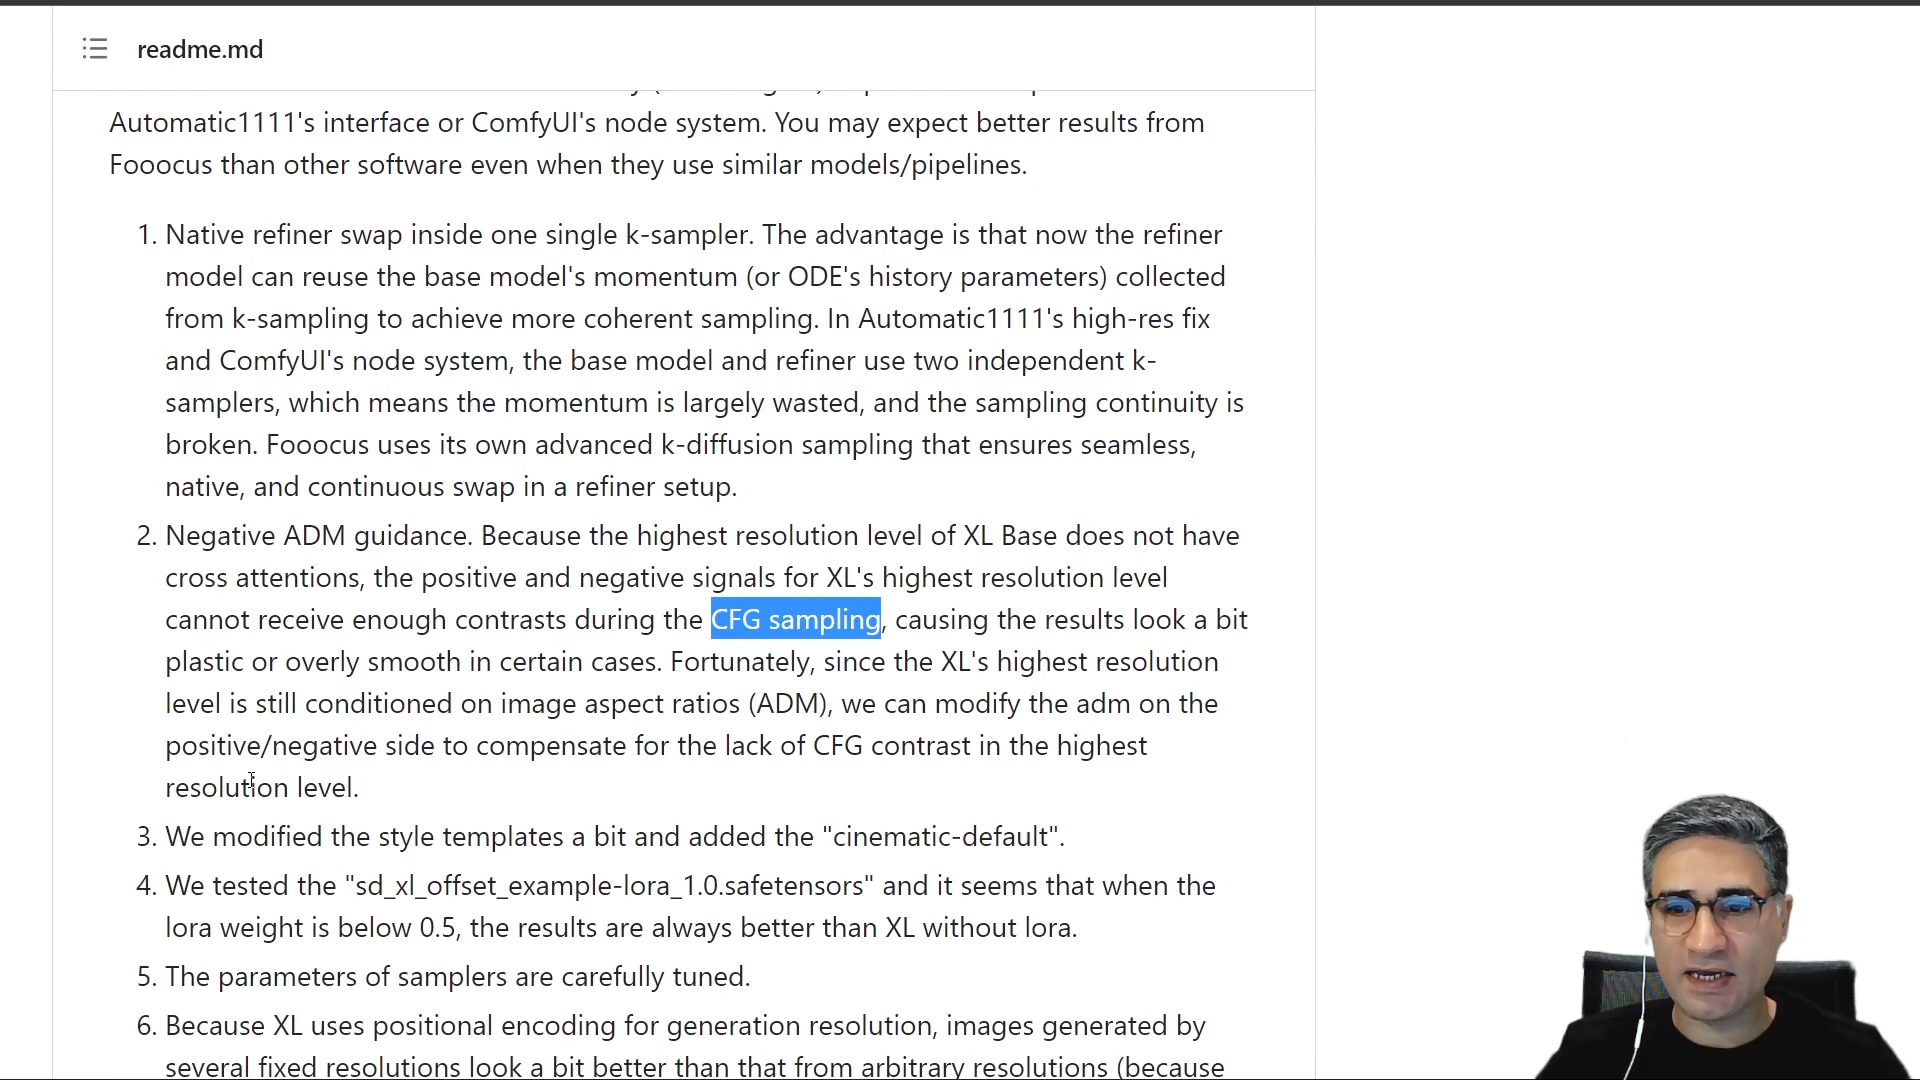 readme.md
Automatic1111's interface or ComfyUI's node system. You may expect better results from
Fooocus than other software even when they use similar models/pipelines.
1. Native refiner swap inside one single k-sampler. The advantage is that now the refiner
model can reuse the base model's momentum (or ODE's history parameters) collected
from k-sampling to achieve more coherent sampling. In Automatic1111's high-res fix
and ComfyUI's node system, the base model and refiner use two independent k-
samplers, which means the momentum is largely wasted, and the sampling continuity is
broken. Fooocus uses its own advanced k-diffusion sampling that ensures seamless,
native, and continuous swap in a refiner setup.
2. Negative ADM guidance. Because the highest resolution level of XL Base does not have
cross attentions, the positive and negative signals for XL's highest resolution level
cannot receive enough contrasts during the CFG sampling, causing the results look a bit
plastic or overly smooth in certain cases. Fortunately, since the XL's highest resolution
level is still conditioned on image aspect ratios (ADM), we can modify the adm on the
positive/negative side to compensate for the lack of CFG contrast in the highest
resolution level.
3. We modified the style templates a bit and added the "cinematic-default".
4. We tested the "sd_xl_offset_example-lora_1.0.safetensors" and it seems that when the
lora weight is below 0.5, the results are always better than XL without lora.
5. The parameters of samplers are carefully tuned.
6. Because XL uses positional encoding for generation resolution, images generated by
several fixed resolutions look a bit better than that from arbitrary resolutions (because